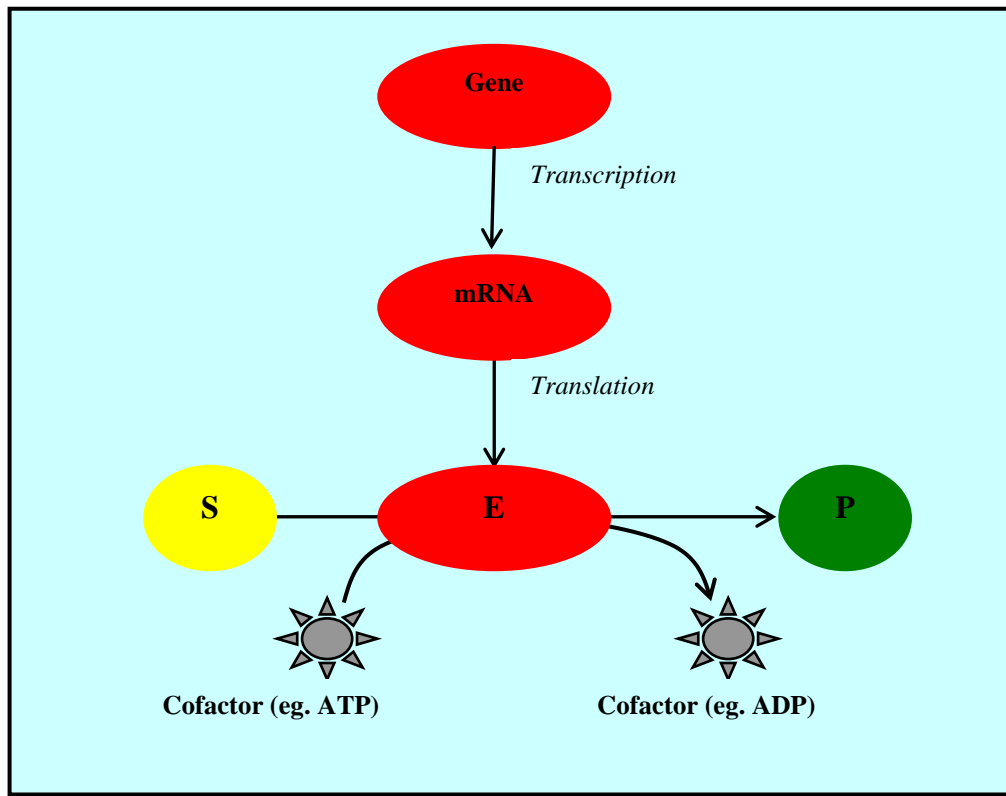 Gene
Transcription
mRNA
Translation
S
E
P
Cofactor (eg. ATP)
Cofactor (eg. ADP)